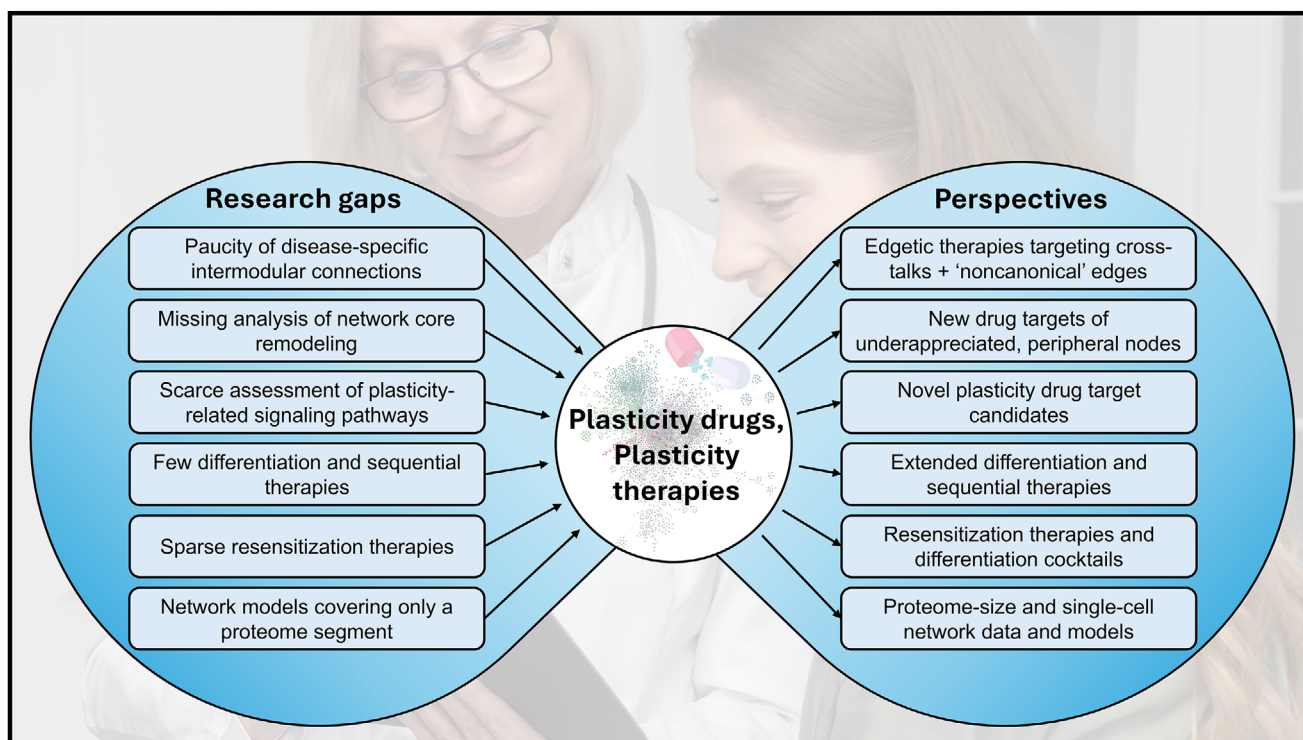 Research gaps
Paucity of disease-specific
intermodular connections
Missing analysis of network core
remodeling
Scarce assessment of plasticity-
related signaling pathways
Few differentiation and sequential
therapies
Sparse resensitization therapies
Network models covering only a
proteome segment
Plasticity drugs,
Plasticity
therapies
Perspectives
Edgetic therapies targeting cross-
talks + ‘noncanonical’ edges
New drug targets of
underappreciated, peripheral nodes
Novel plasticity drug target
candidates
Extended differentiation and
sequential therapies
Resensitization therapies and
differentiation cocktails
Proteome-size and single-cell
network data and models